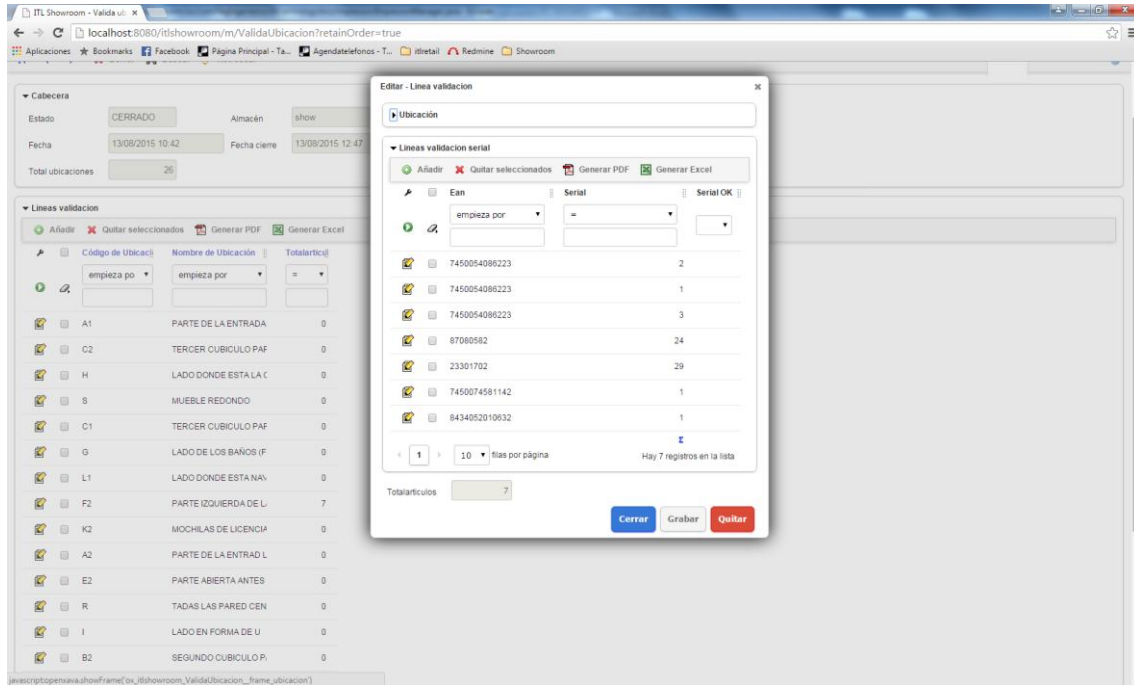 ITL Showroom - Valida ub
localhost:8080/itlshowroom/m/ValidaUbicacion?retainOrder=true
Aplicaciones Bookmarks Facebook Página Principal - Ta... Agendatelefonos - T... itlretail Redmine Showroom
Cabecera
Estado CERRADO Almacén show
Fecha 13/08/2015 10:42 Fecha cierre 13/08/2015 12:47
Total ubicaciones 26
Lineas validacion
Añadir Quitar seleccionados Generar PDF Generar Excel
Código de Ubicaci Nombre de Ubicación Totalarticul
empieza po empieza por =
A1 PARTE DE LA ENTRADA 0
C2 TERCER CUBICULO PAR 0
H LADO DONDE ESTA LA C 0
S MUEBLE REDONDO 0
C1 TERCER CUBICULO PAR 0
G LADO DE LOS BAÑOS (F 0
L1 LADO DONDE ESTA NAV 0
F2 PARTE IZQUIERDA DE L 7
K2 MOCHILAS DE LICENCIA 0
A2 PARTE DE LA ENTRAD L 0
E2 PARTE ABIERTA ANTES 0
R TADAS LAS PARED CEN 0
I LADO EN FORMA DE U 0
B2 SEGUNDO CUBICULO P 0
Editar - Linea validacion
Ubicación
Lineas validacion serial
Añadir Quitar seleccionados Generar PDF Generar Excel
Ean Serial Serial OK
empieza por =
7450054086223 2
7450054086223 1
7450054086223 3
87080582 24
23301702 29
7450074581142 1
8434052010632 1
Σ
1 10 filas por página Hay 7 registros en la lista
Totalarticulos 7
Cerrar Grabar Quitar
javascript:openxava.showFrame('ox_itlshowroom_ValidaUbicacion__frame_ubicacion')